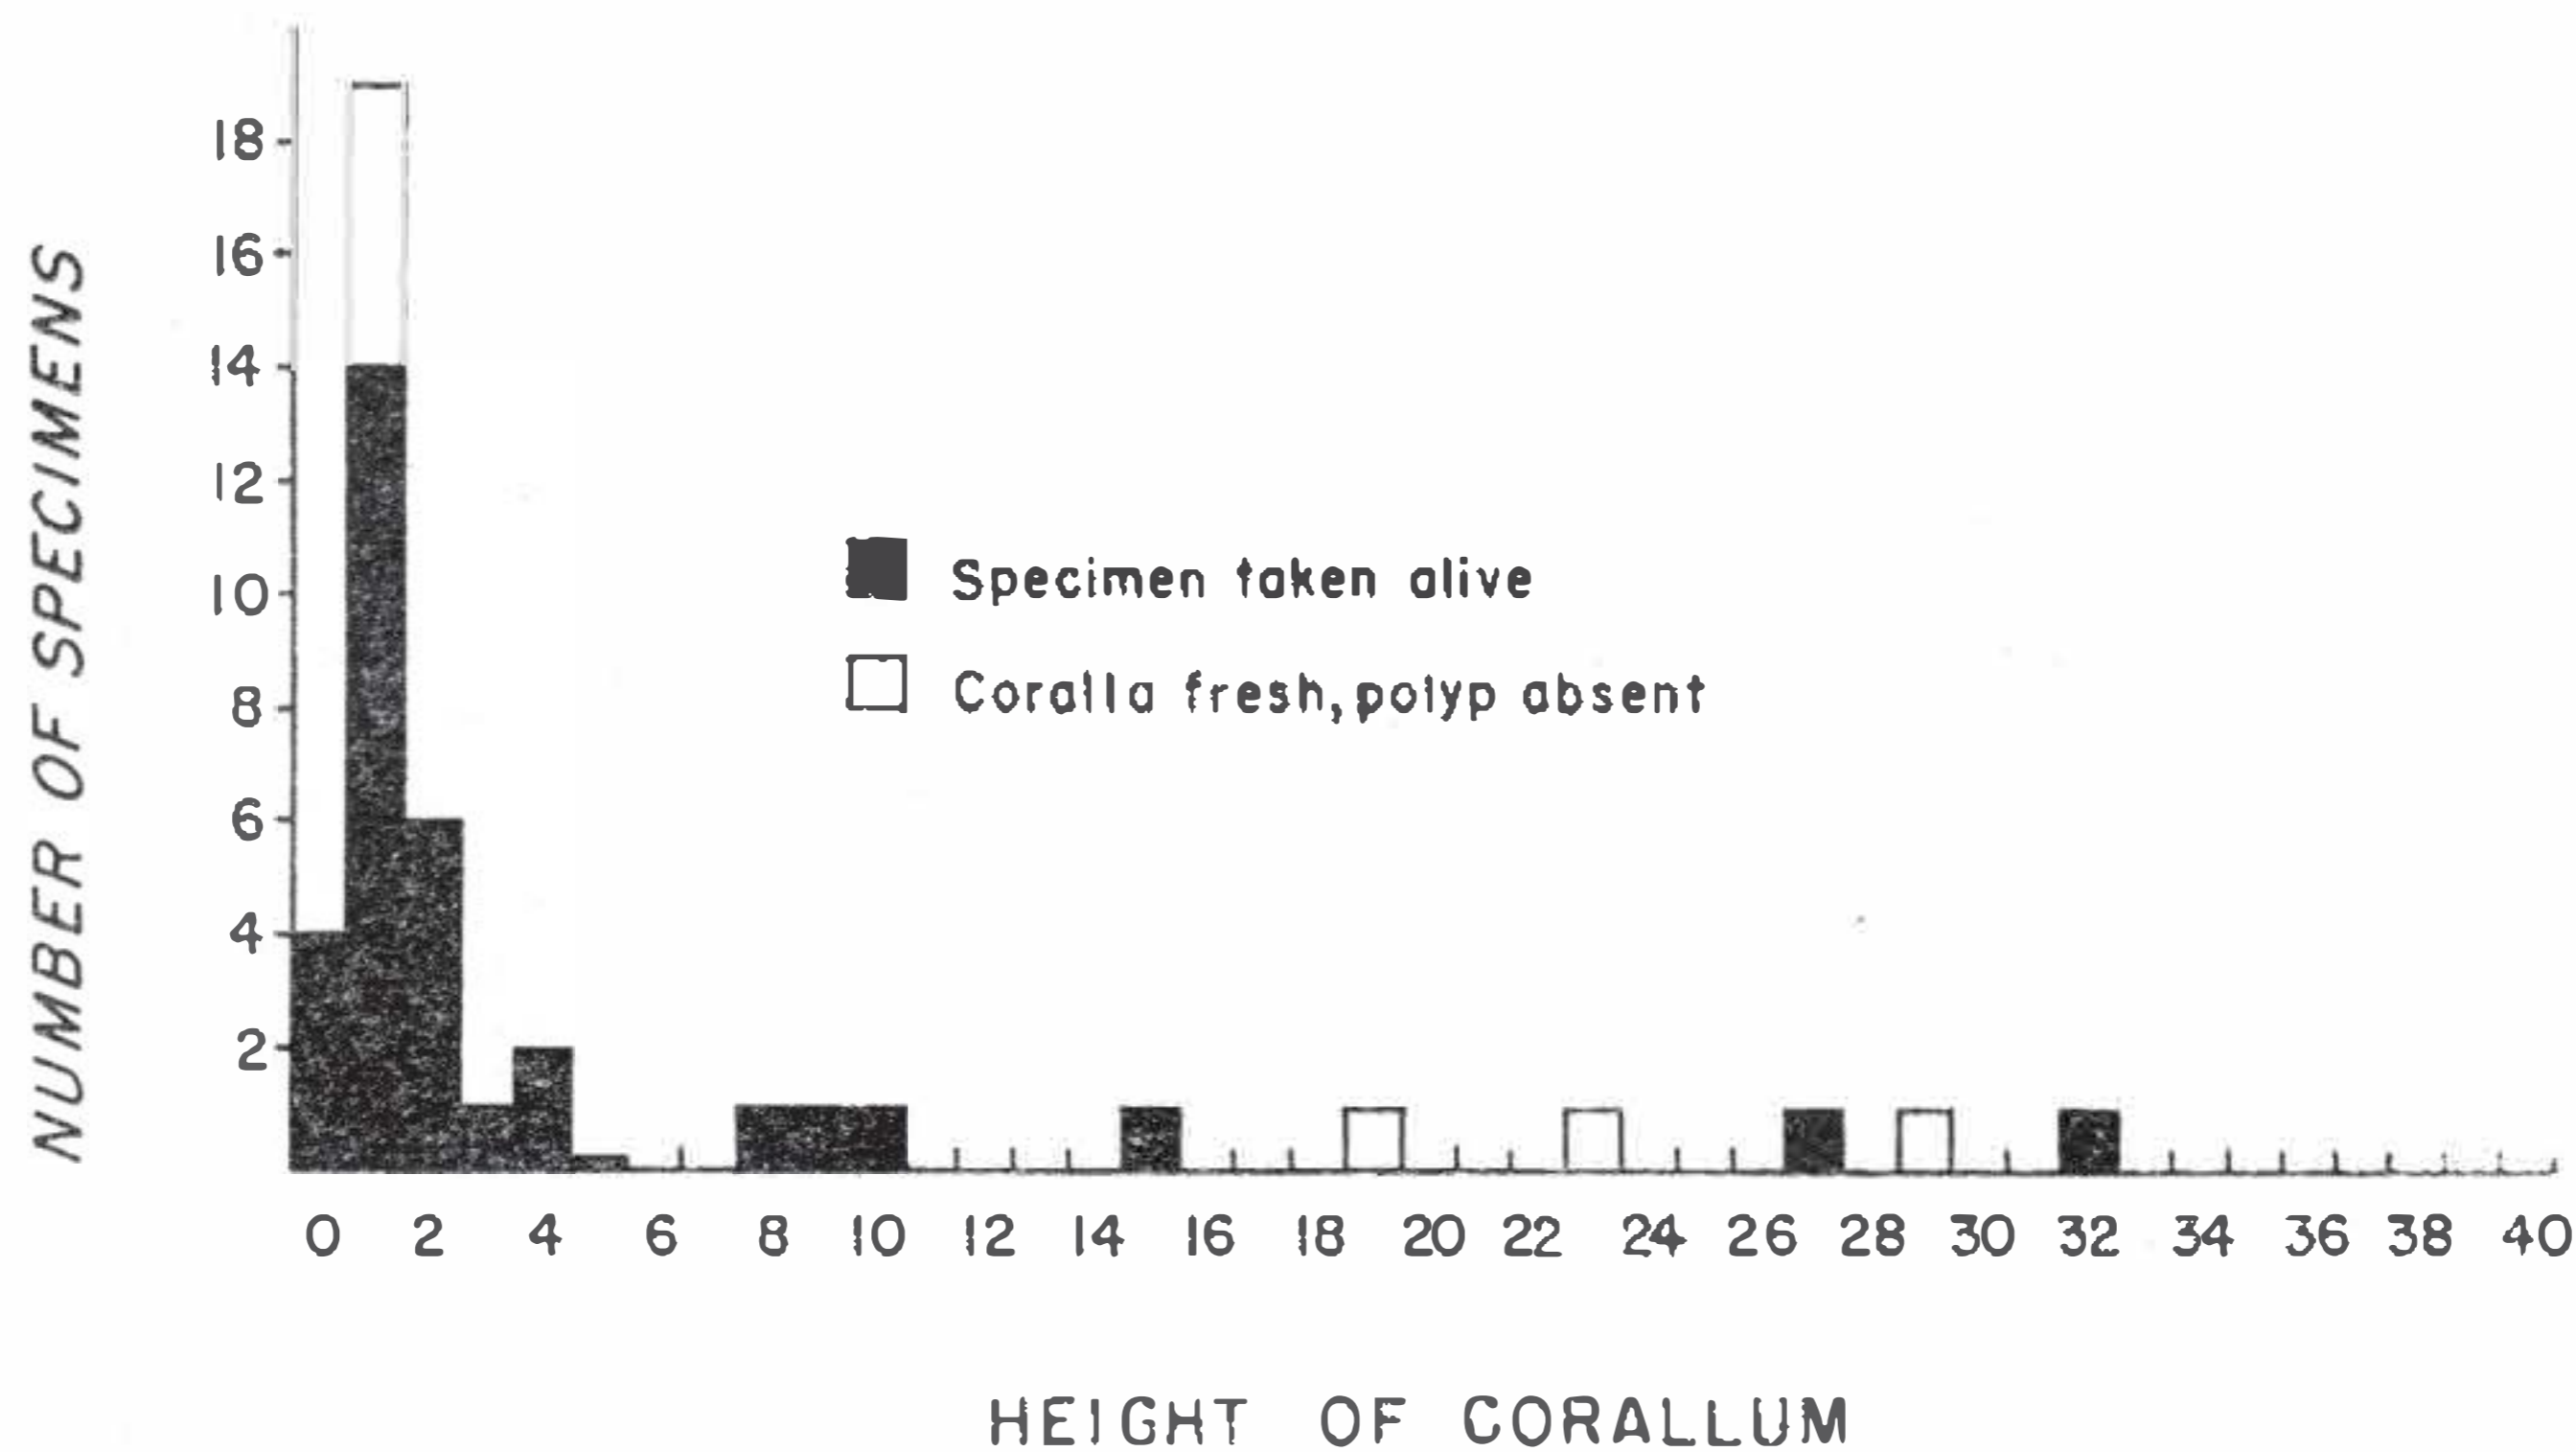 NUMBER OF SPECIMENS
18
16
14
12
10
8
6
4
2
Specimen taken alive
Coralla fresh, polyp absent
0 2 4 6 8 10 12 14 16 18 20 22 24 26 28 30 32 34 36 38 40
HEIGHT OF CORALLUM